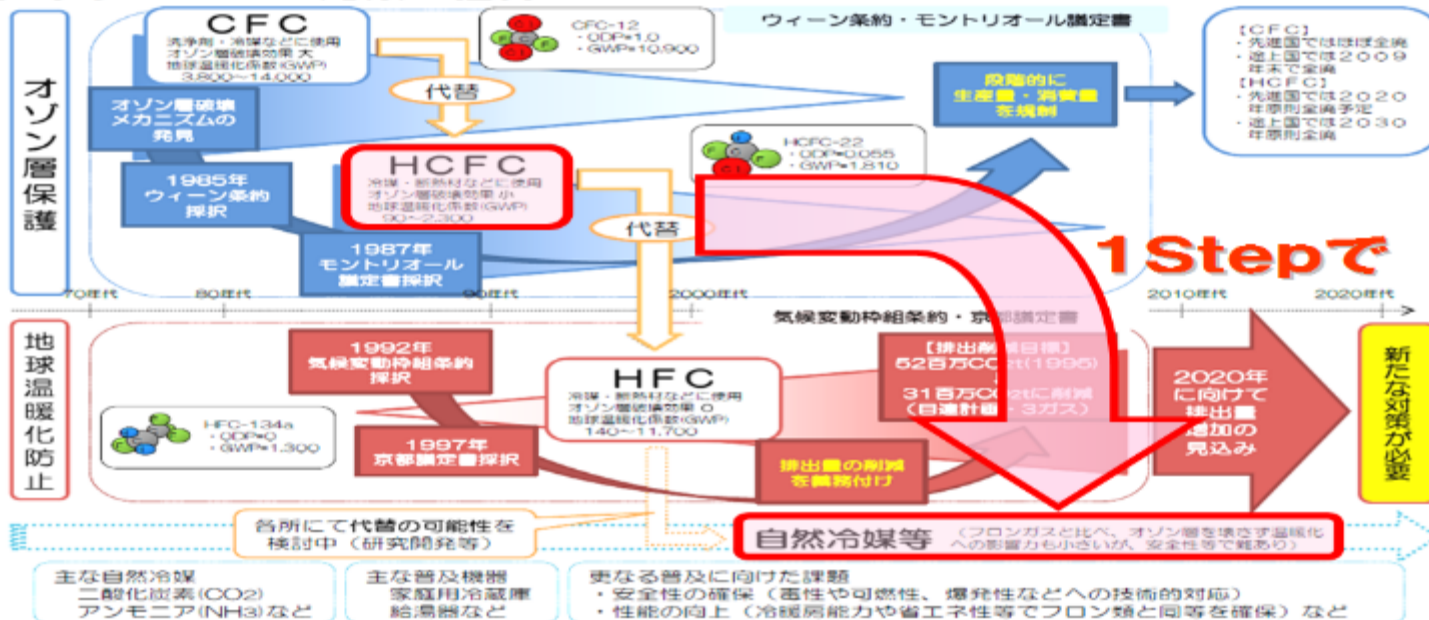 オゾン層保護
CFC
洗浄剤・冷媒などに使用
オゾン層破壊効果 大
地球温暖化係数(GWP)
3,800~14,000
CFC-12
・ODP=1.0
・GWP=10,900
ウィーン条約・モントリオール議定書
【CFC】
・先進国ではほぼ全廃
・途上国では2009
年末で全廃
【HCFC】
・先進国では2020
年原則全廃予定
・途上国では2030
年原則全廃
代替
オゾン層破壊
メカニズムの
発見
段階的に
生産量・消費量
を規制
HCFC
冷媒・断熱材などに使用
オゾン層破壊効果 小
地球温暖化係数(GWP)
90~2,300
HCFC-22
・ODP=0.055
・GWP=1,810
1985年
ウィーン条約
採択
代替
1987年
モントリオール
議定書採択
1Stepで
70年代
80年代
90年代
2000年代
2010年代
2020年代
地球温暖化防止
気候変動枠組条約・京都議定書
1992年
気候変動枠組条約
採択
HFC
冷媒・断熱材などに使用
オゾン層破壊効果 0
地球温暖化係数(GWP)
140~11,700
【排出削減目標】
52百万CO2t(1995)
31百万CO2tに削減
(目達計画・3ガス)
2020年
に向けて
排出量
増加の
見込み
新たな対策が必要
HFC-134a
・ODP=0
・GWP=1,300
1997年
京都議定書採択
排出量の削減
を義務付け
各所にて代替の可能性を
検討中(研究開発等)
自然冷媒等
(フロンガスと比べ、オゾン層を壊さず温暖化
への影響力も小さいが、安全性等で難あり)
主な自然冷媒
二酸化炭素(CO2)
アンモニア(NH3)など
主な普及機器
家庭用冷蔵庫
給湯器など
更なる普及に向けた課題
・安全性の確保(毒性や可燃性、爆発性などへの技術的対応)
・性能の向上(冷暖房能力や省エネ性等でフロン類と同等を確保)など